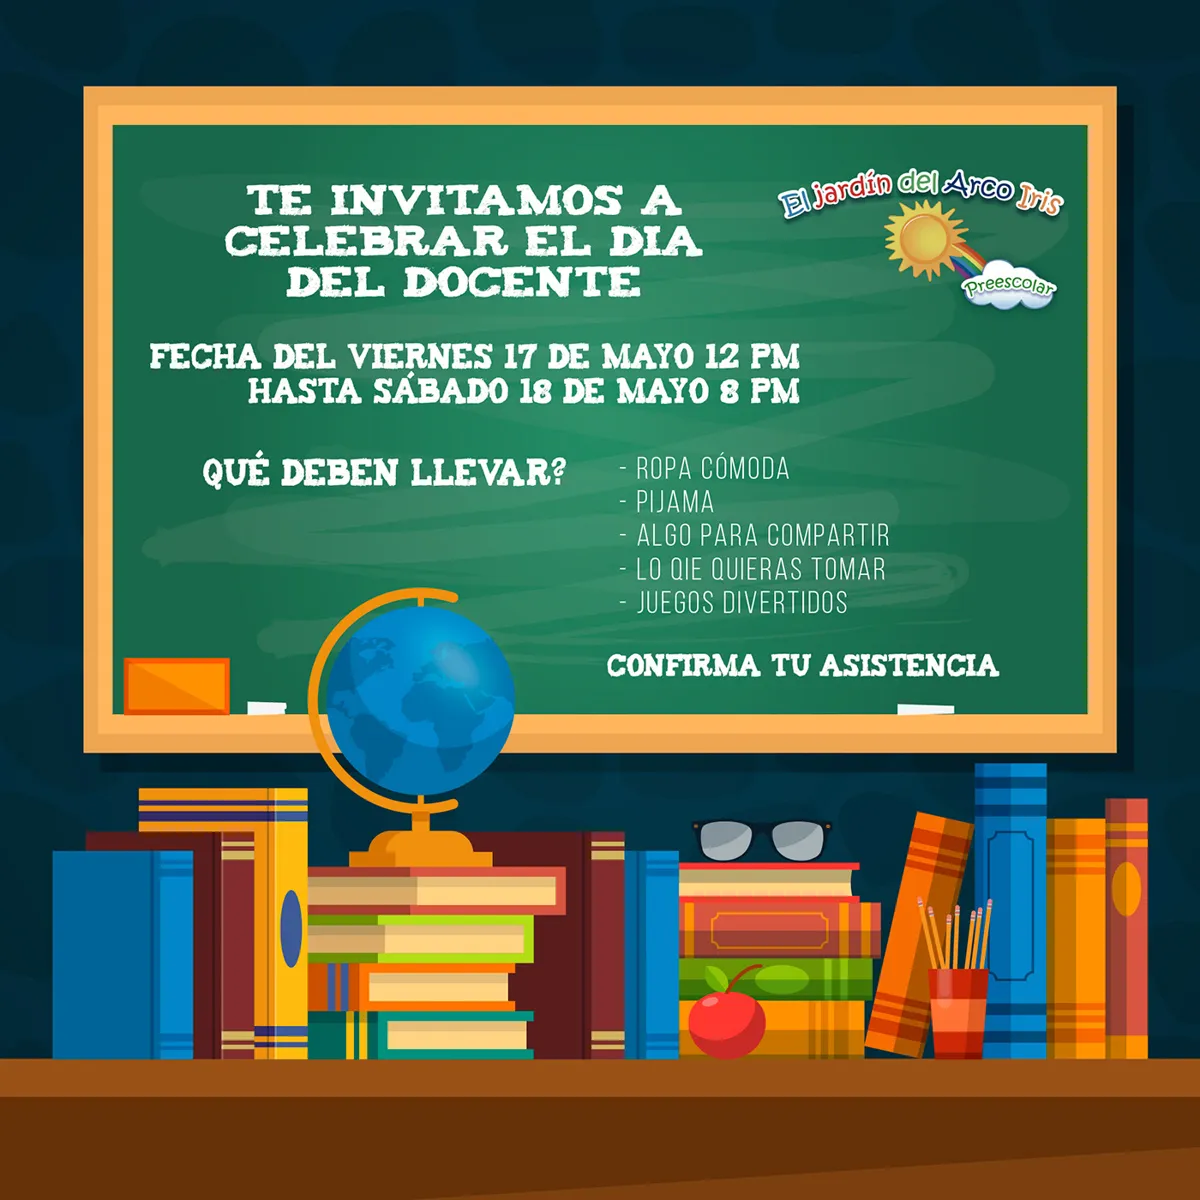 TE INVITAMOS A
CELEBRAR EL DIA
DEL DOCENTE
El jardín del Arco Iris
Preescolar
FECHA DEL VIERNES 17 DE MAYO 12 PM
HASTA SÁBADO 18 DE MAYO 8 PM
QUÉ DEBEN LLEVAR?
- ROPA CÓMODA
- PIJAMA
- ALGO PARA COMPARTIR
- LO QIE QUIERAS TOMAR
- JUEGOS DIVERTIDOS
CONFIRMA TU ASISTENCIA